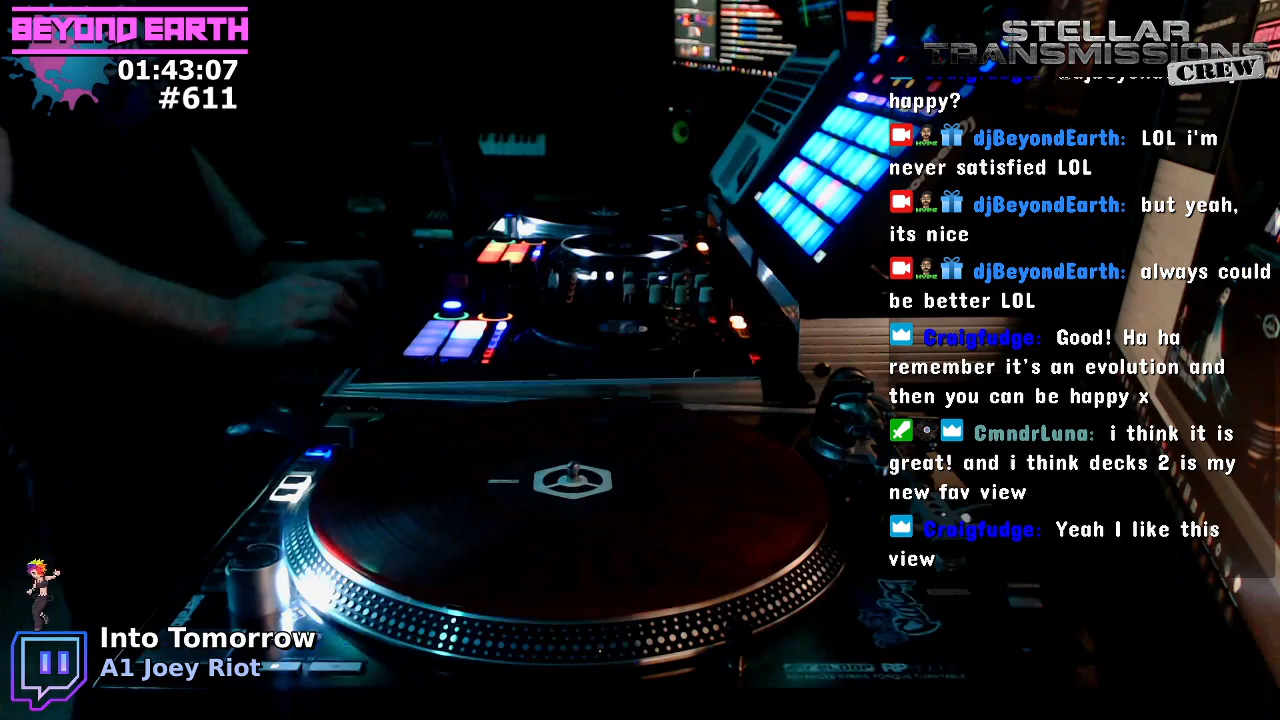 BEYOND EARTH
01:43:07
#611
STELLAR
TRANSMISSIONS
CREW
happy?
djBeyondEarth: LOL i'm
never satisfied LOL
djBeyondEarth: but yeah,
its nice
djBeyondEarth: always could
be better LOL
Craigfudge: Good! Ha ha
remember it's an evolution and
then you can be happy x
CmndrLuna: i think it is
great! and i think decks 2 is my
new fav view
Craigfudge: Yeah I like this
view
Into Tomorrow
A1 Joey Riot